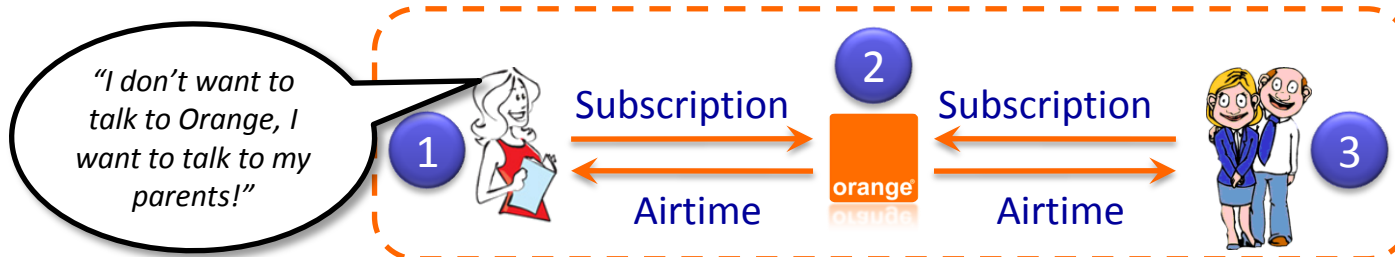 “I don’t want to
talk to Orange, I
want to talk to my
parents!”
1
Subscription
Airtime
2
orange®
Subscription
Airtime
3